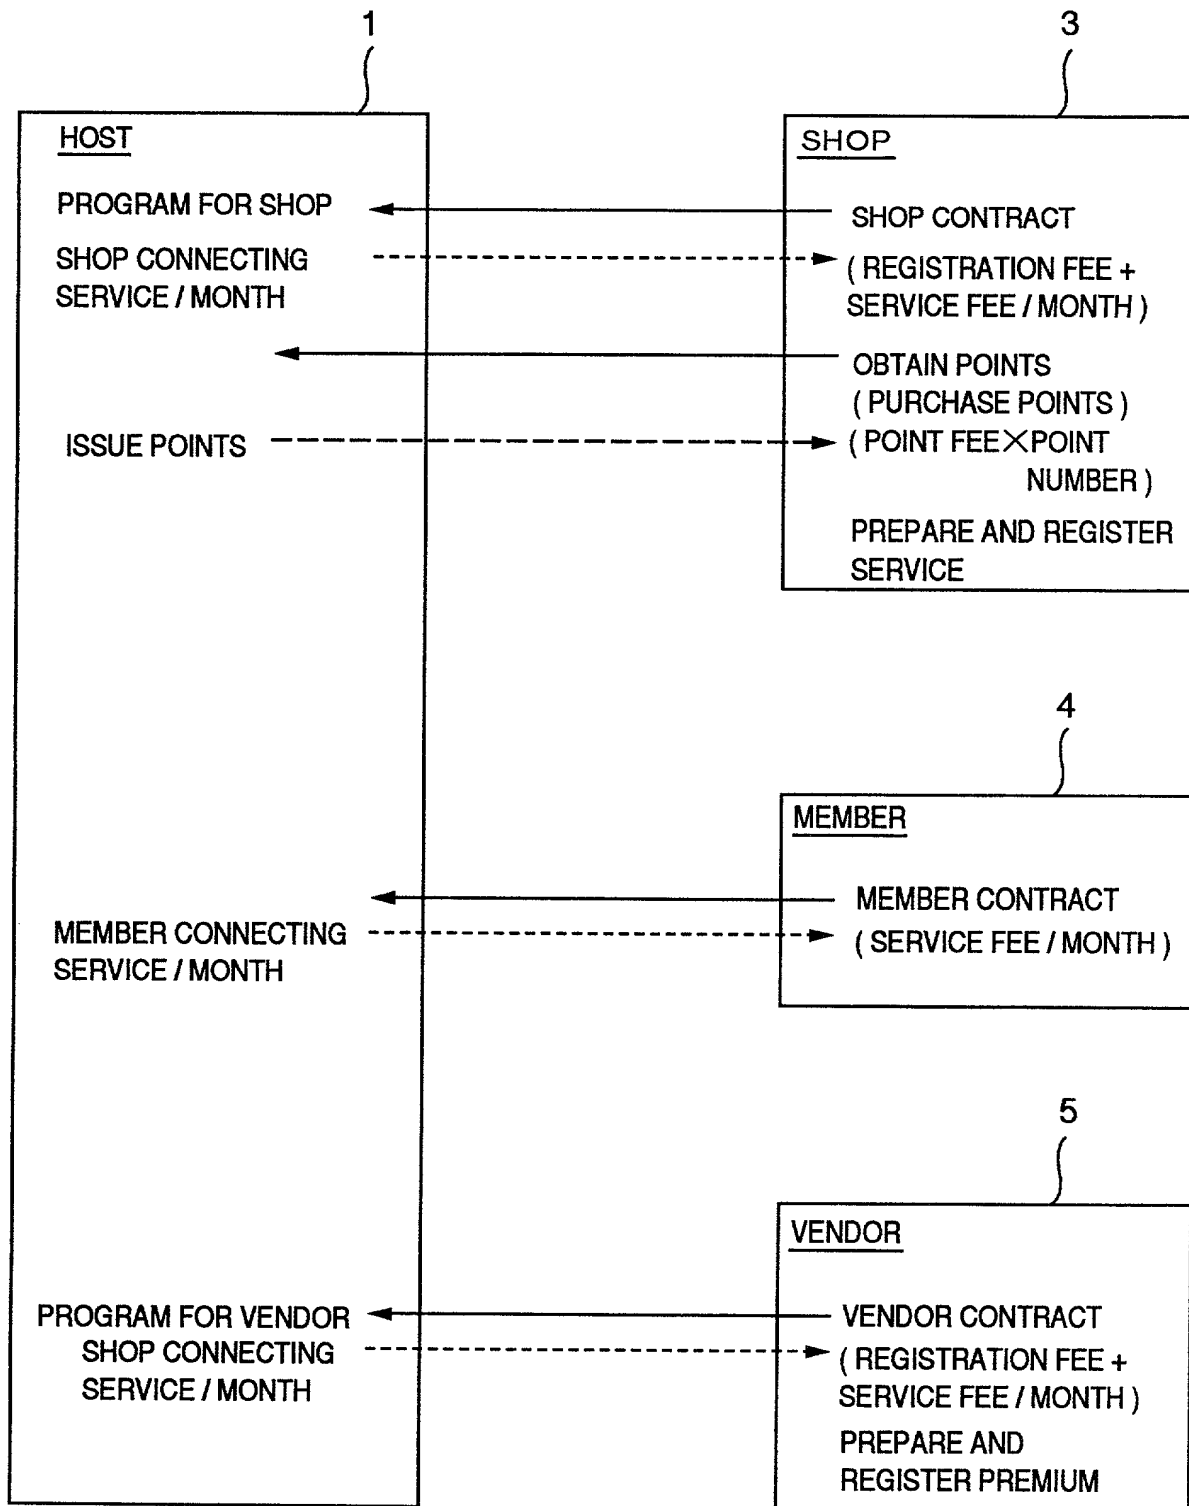 1
HOST
PROGRAM FOR SHOP
SHOP CONNECTING
SERVICE / MONTH
ISSUE POINTS
MEMBER CONNECTING
SERVICE / MONTH
PROGRAM FOR VENDOR
SHOP CONNECTING
SERVICE / MONTH
3
SHOP
SHOP CONTRACT
( REGISTRATION FEE +
SERVICE FEE / MONTH )
OBTAIN POINTS
( PURCHASE POINTS )
( POINT FEE×POINT
NUMBER )
PREPARE AND REGISTER
SERVICE
4
MEMBER
MEMBER CONTRACT
( SERVICE FEE / MONTH )
5
VENDOR
VENDOR CONTRACT
( REGISTRATION FEE +
SERVICE FEE / MONTH )
PREPARE AND
REGISTER PREMIUM